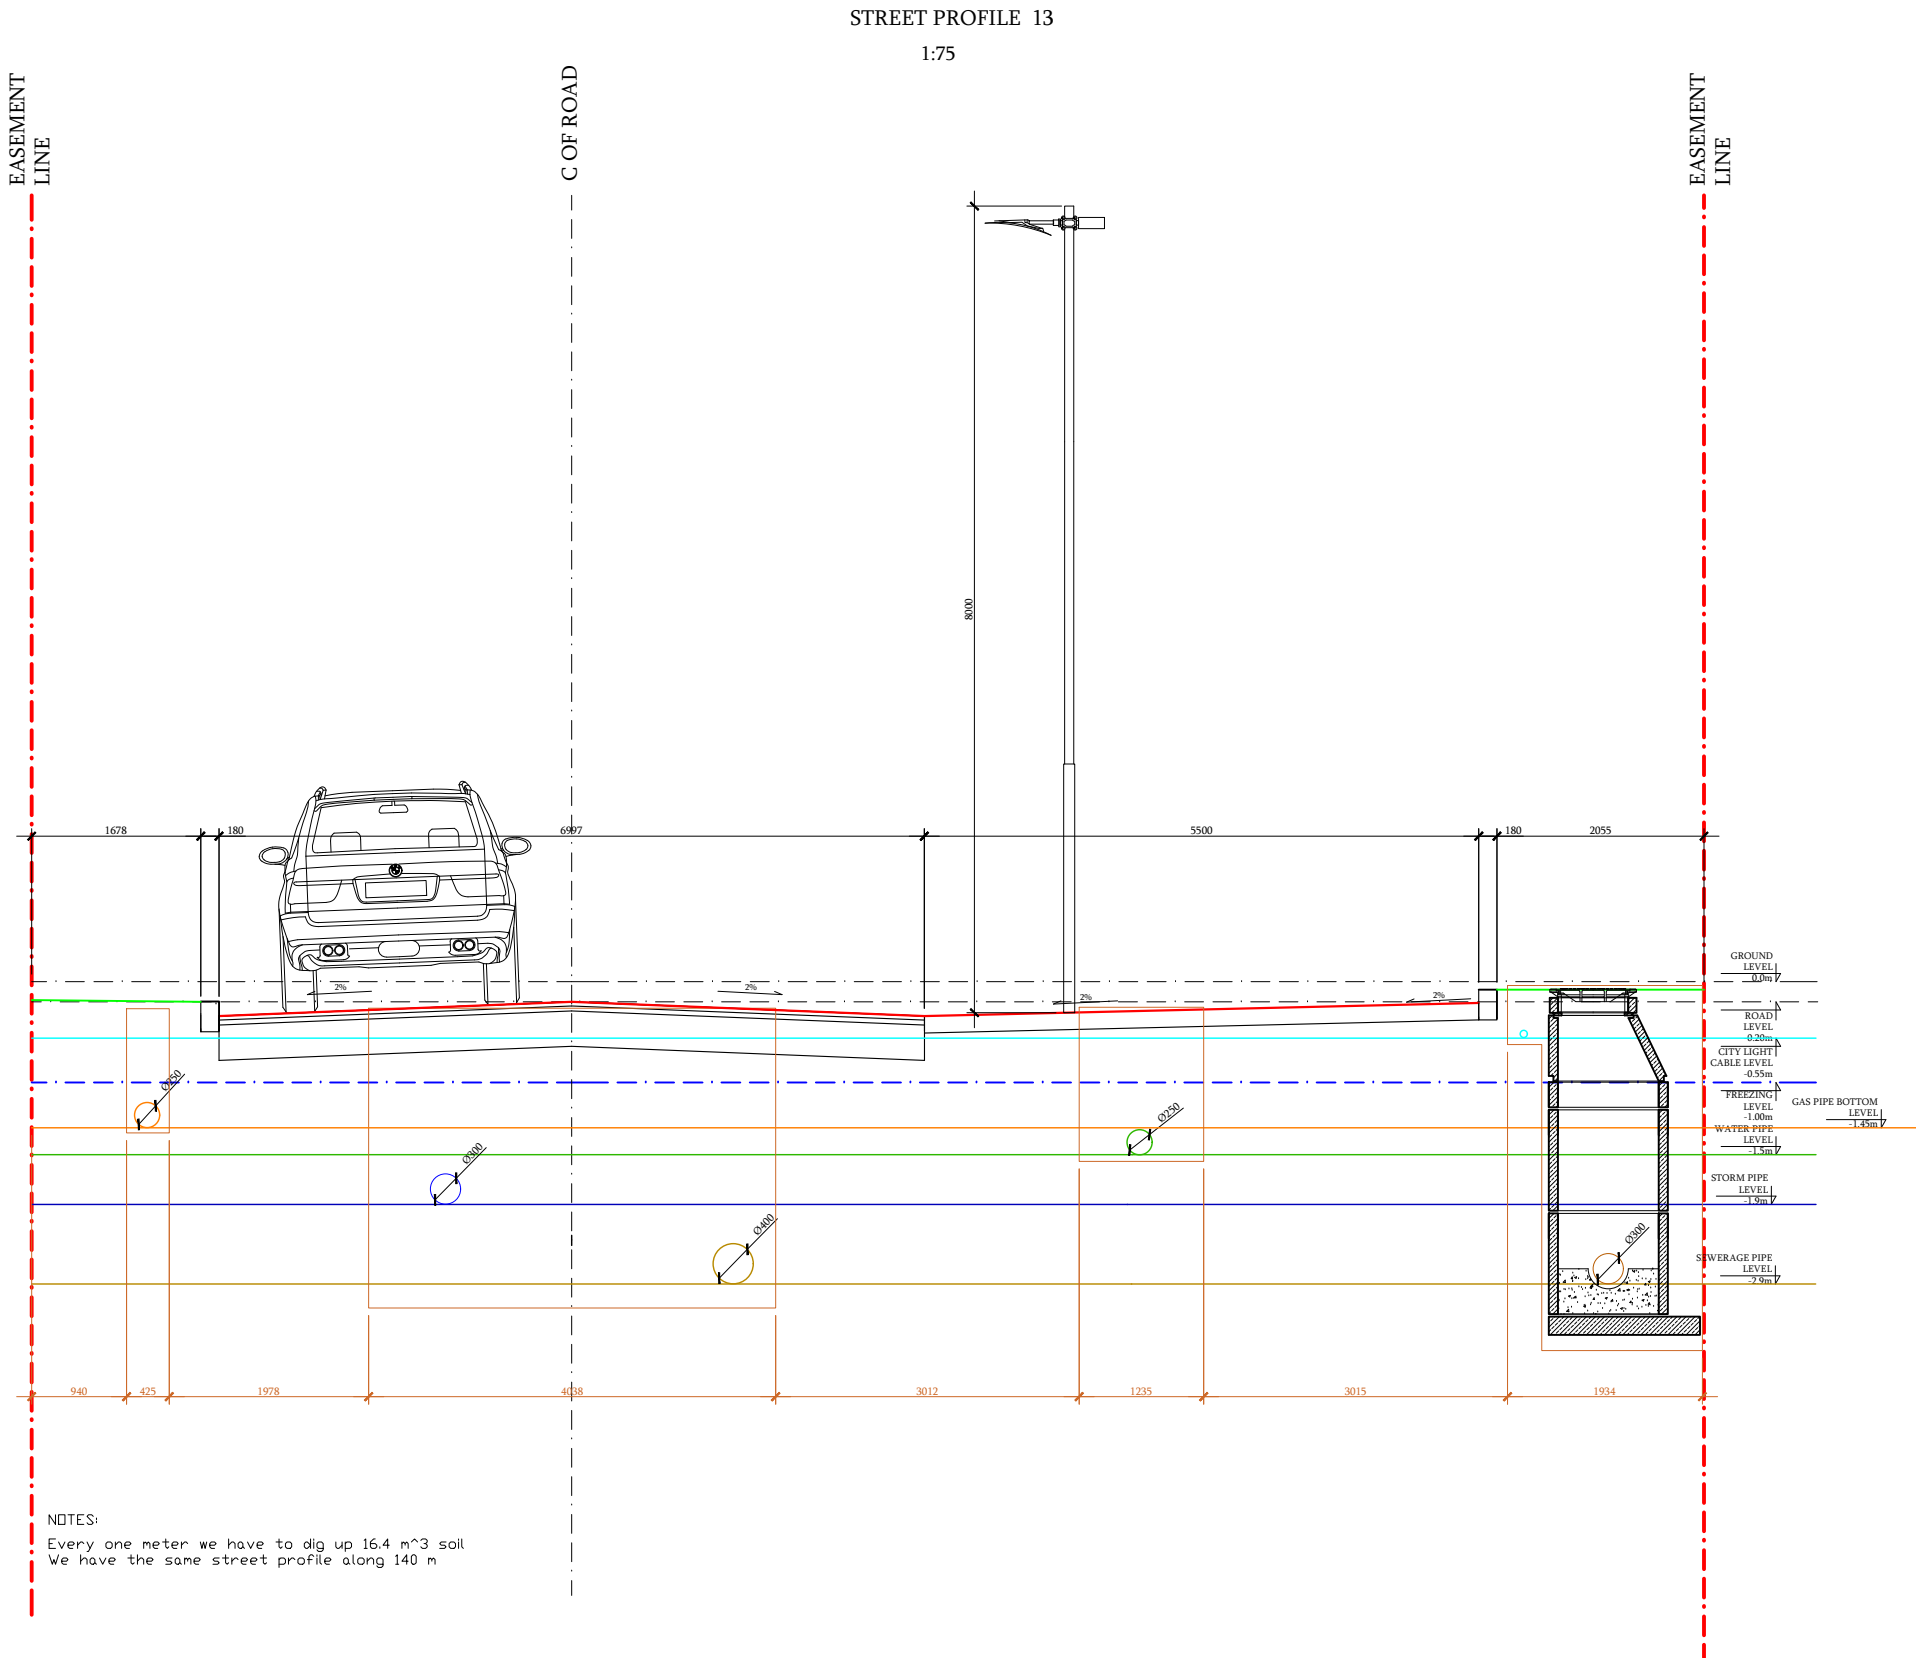 STREET PROFILE 13
1:75
EASEMENT
LINE
C OF ROAD
EASEMENT
LINE
8000
1678
180
6997
5500
180
2055
2%
2%
2%
2%
GROUND
LEVEL
0.0m
ROAD
LEVEL
-0.20m
CITY LIGHT
CABLE LEVEL
-0.55m
FREEZING
LEVEL
-1.00m
GAS PIPE BOTTOM
LEVEL
-1.45m
WATER PIPE
LEVEL
-1.5m
STORM PIPE
LEVEL
-1.9m
SEWERAGE PIPE
LEVEL
-2.9m
Ø250
Ø300
Ø400
Ø250
Ø300
940
425
1978
4038
3012
1235
3015
1934
NOTES:
Every one meter we have to dig up 16.4 m^3 soil
We have the same street profile along 140 m